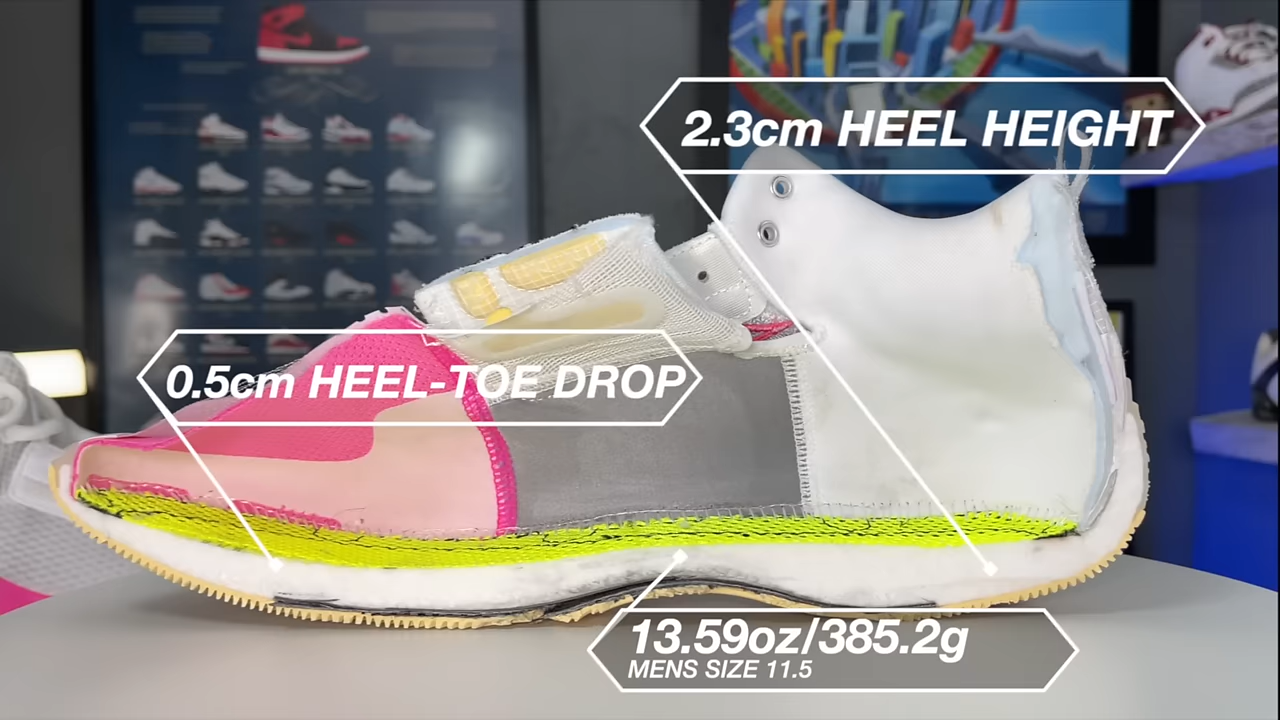 2.3cm HEEL HEIGHT
0.5cm HEEL-TOE DROP
13.59oz/385.2g
MENS SIZE 11.5